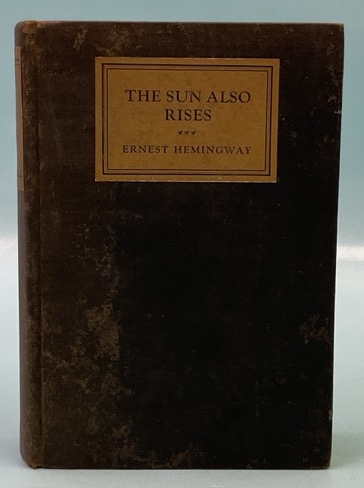 THE SUN ALSO
RISES
ERNEST HEMINGWAY